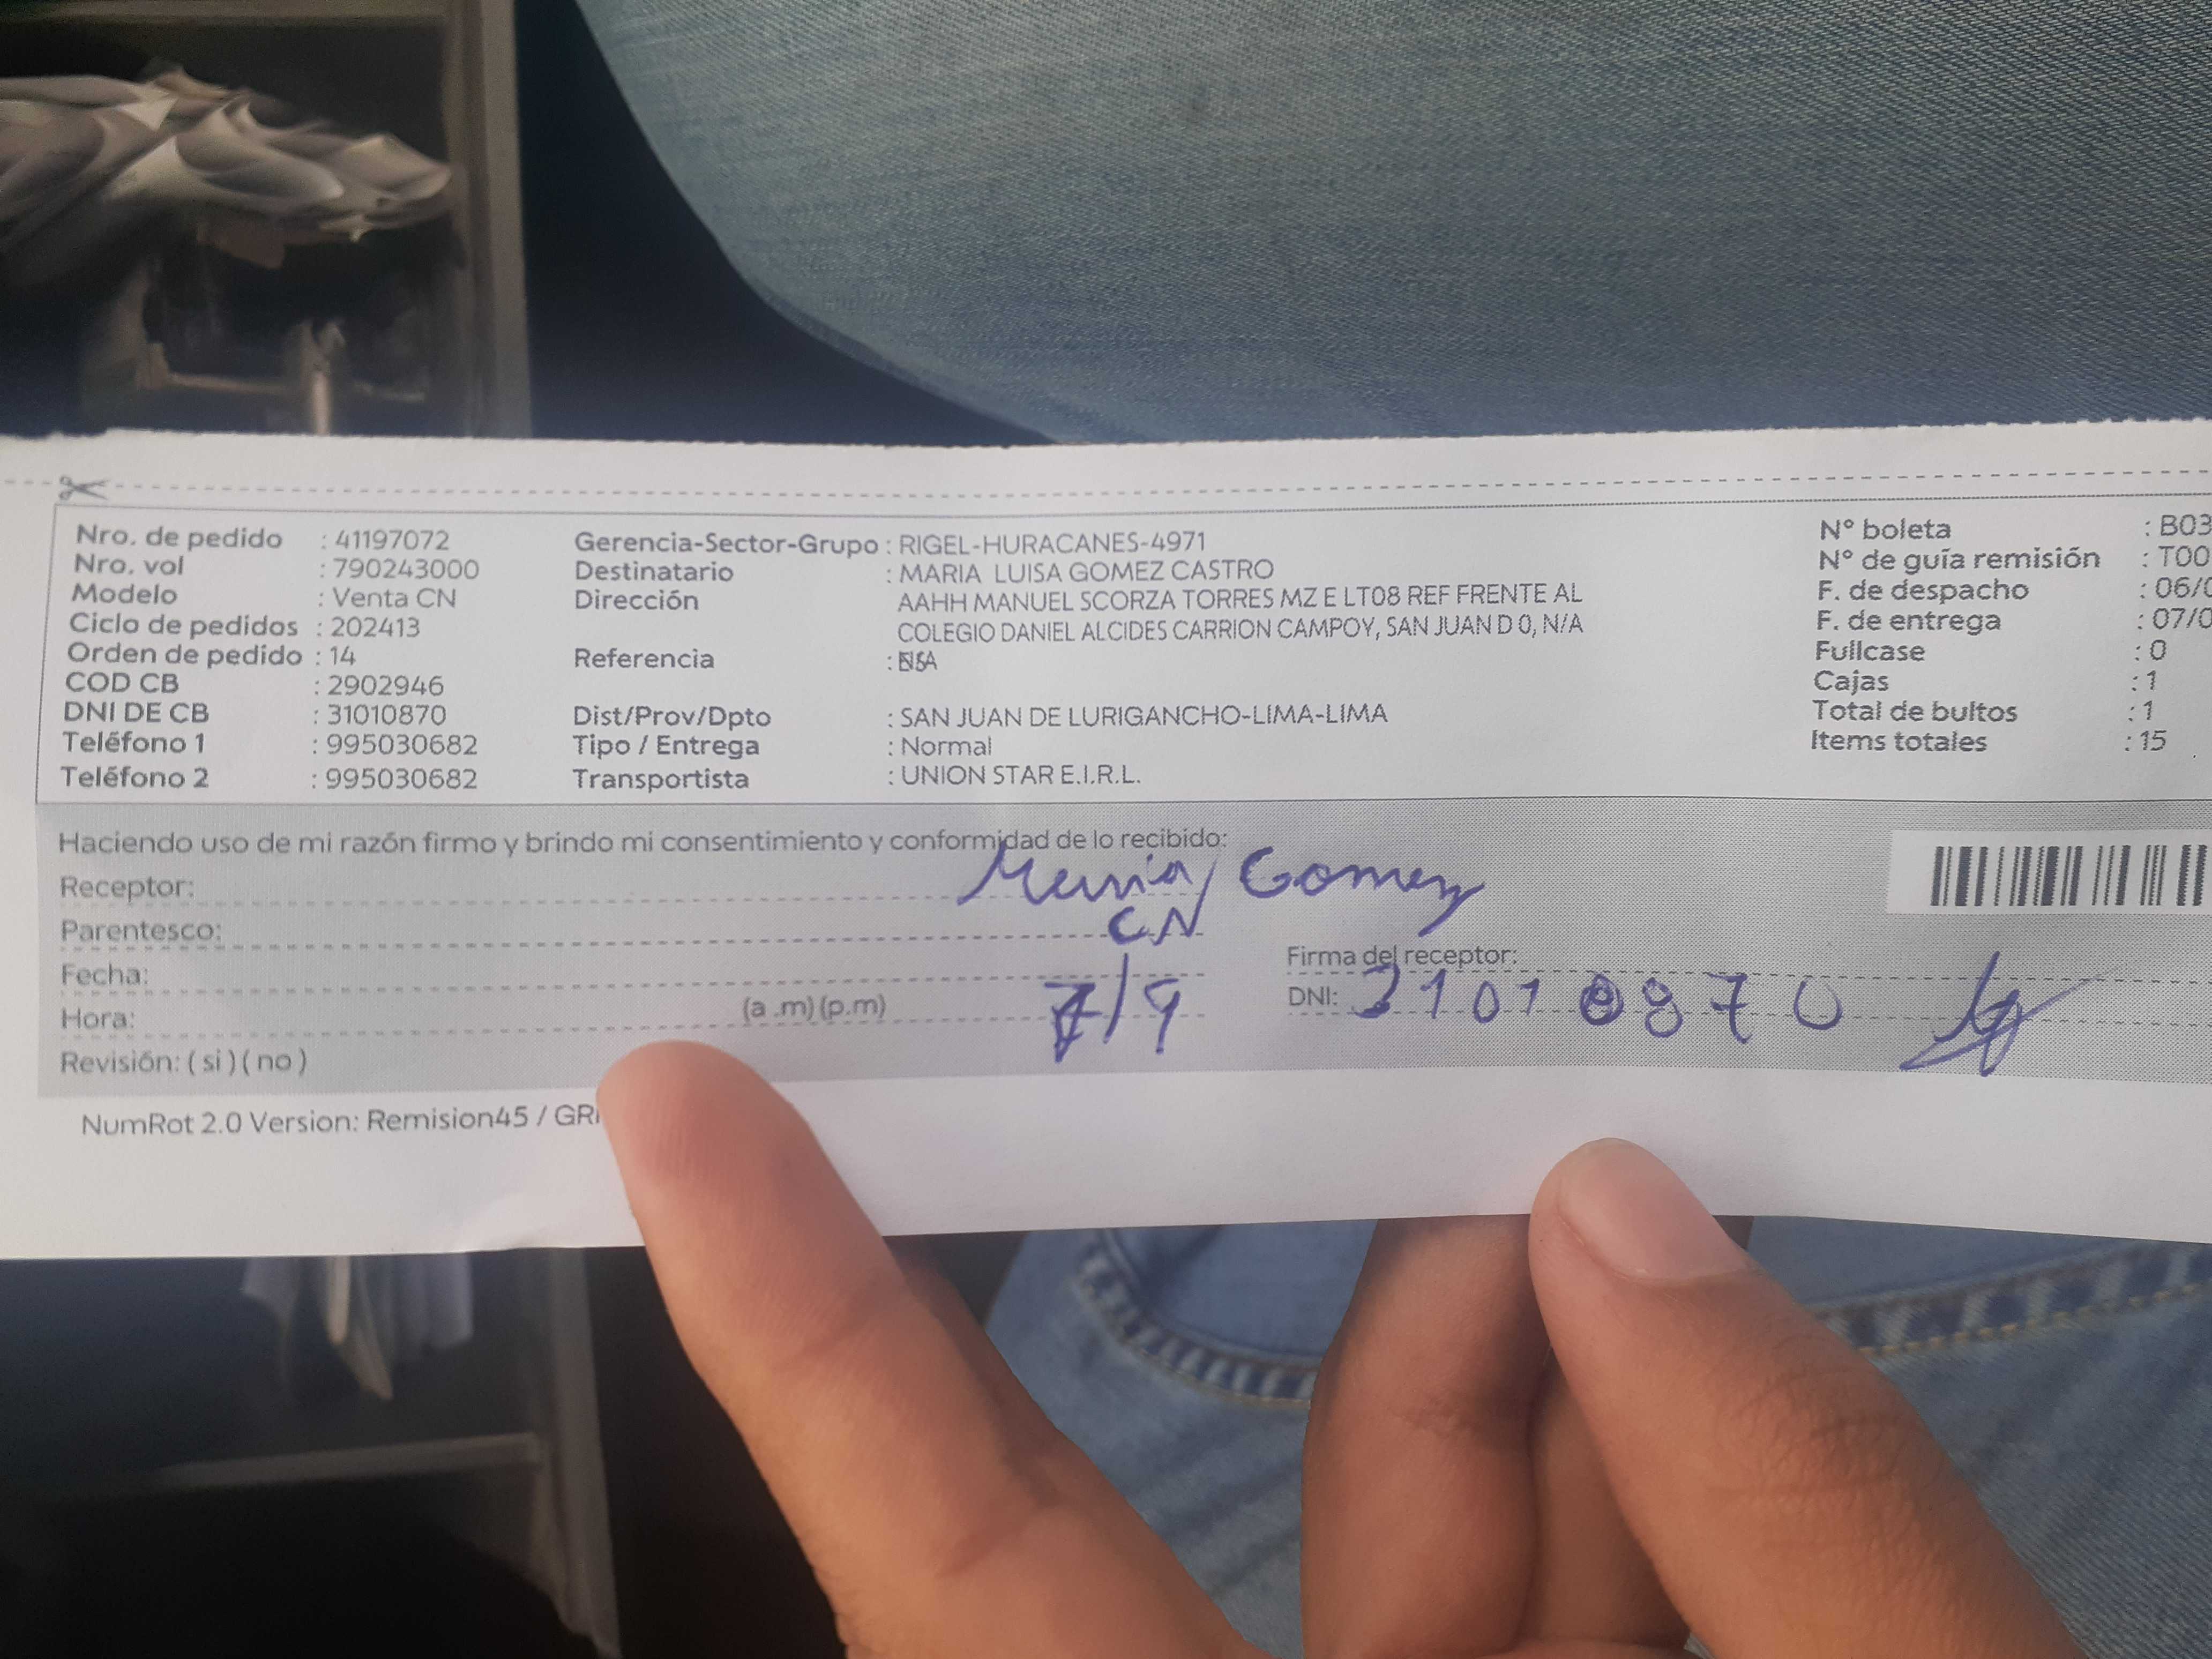 Nro. de pedido : 41197072
Nro. vol : 790243000
Modelo : Venta CN
Ciclo de pedidos : 202413
Orden de pedido : 14
COD CB : 2902946
DNI DE CB : 31010870
Teléfono 1 : 995030682
Teléfono 2 : 995030682
Gerencia-Sector-Grupo : RIGEL-HURACANES-4971
Destinatario : MARIA LUISA GOMEZ CASTRO
Dirección AAHH MANUEL SCORZA TORRES MZ E LT08 REF FRENTE AL
COLEGIO DANIEL ALCIDES CARRION CAMPOY, SAN JUAN D 0, N/A
Referencia :
Dist/Prov/Dpto : SAN JUAN DE LURIGANCHO-LIMA-LIMA
Tipo / Entrega : Normal
Transportista : UNION STAR E.I.R.L.
N° boleta : B03
N° de guía remisión : T00
F. de despacho : 06/0
F. de entrega : 07/0
Fullcase : 0
Cajas : 1
Total de bultos : 1
Items totales : 15
Haciendo uso de mi razón firmo y brindo mi consentimiento y conformidad de lo recibido:
Receptor: Maria Gomez
Parentesco: CN
Fecha: 7/9
Hora: (a .m) (p.m)
Revisión: ( si ) ( no )
Firma del receptor:
DNI: 31010870
NumRot 2.0 Version: Remision45 / GR